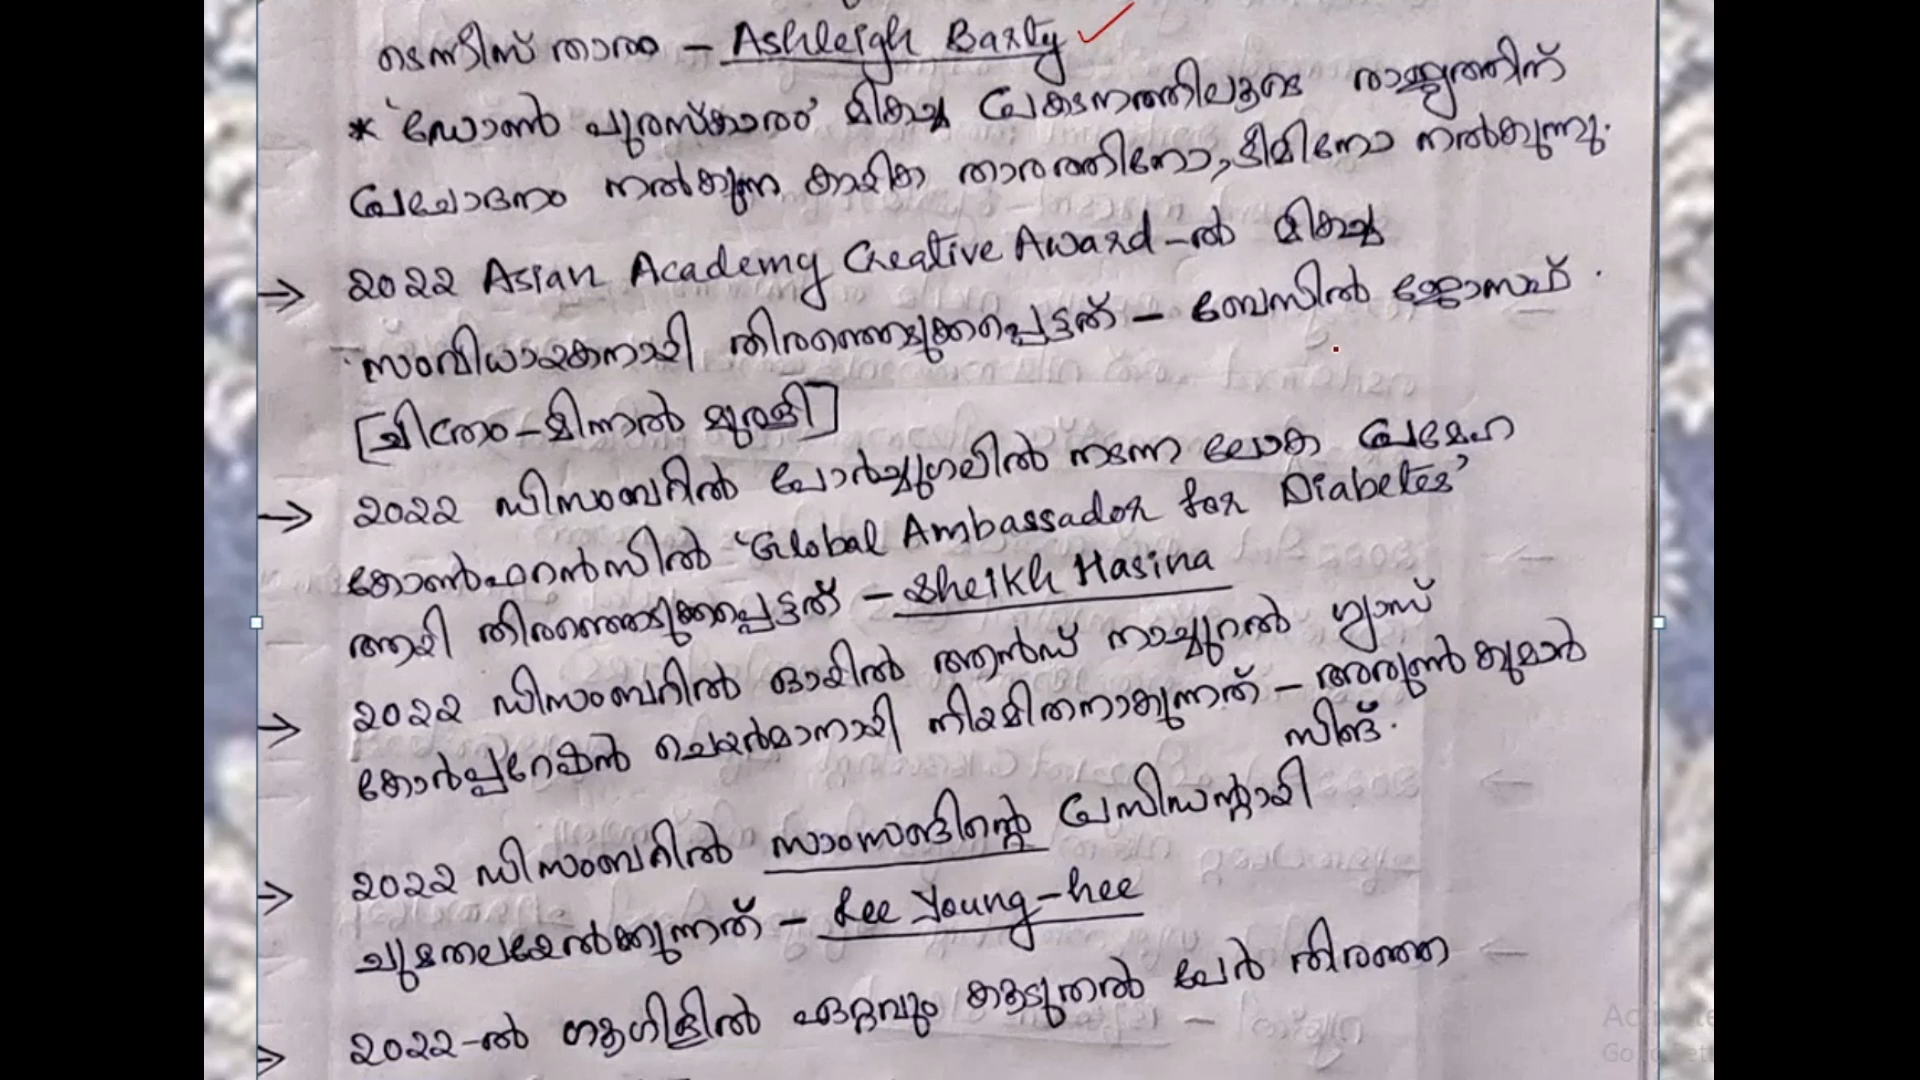 ടെന്നീസ് താരം – Ashleigh Barty
* 'ഡോൺ പുരസ്കാരം' മികച്ച പ്രകടനത്തിലൂടെ രാജ്യത്തിന്
പ്രചോദനം നൽകുന്ന കായിക താരത്തിനോ, ടീമിനോ നൽകുന്നു.
→ 2022 Asian Academy Creative Award-ൽ മികച്ച
സംവിധായകനായി തിരഞ്ഞെടുക്കപ്പെട്ടത് – ബേസിൽ ജോസഫ്.
[ചിത്രം – മിന്നൽ മുരളി]
→ 2022 ഡിസംബറിൽ പോർച്ചുഗലിൽ നടന്ന ലോക പ്രമേഹ
കോൺഫറൻസിൽ 'Global Ambassador for Diabetes'
ആയി തിരഞ്ഞെടുക്കപ്പെട്ടത് – Sheikh Hasina
→ 2022 ഡിസംബറിൽ ഓയിൽ ആൻഡ് നാച്ചുറൽ ഗ്യാസ്
കോർപ്പറേഷൻ ചെയർമാനായി നിയമിതനാകുന്നത് – അരുൺ കുമാർ
സിങ്.
→ 2022 ഡിസംബറിൽ സാംസങിന്റെ പ്രസിഡന്റായി
ചുമതലയേൽക്കുന്നത് – Lee Young-hee
→ 2022-ൽ ഗൂഗിളിൽ ഏറ്റവും കൂടുതൽ പേർ തിരഞ്ഞ